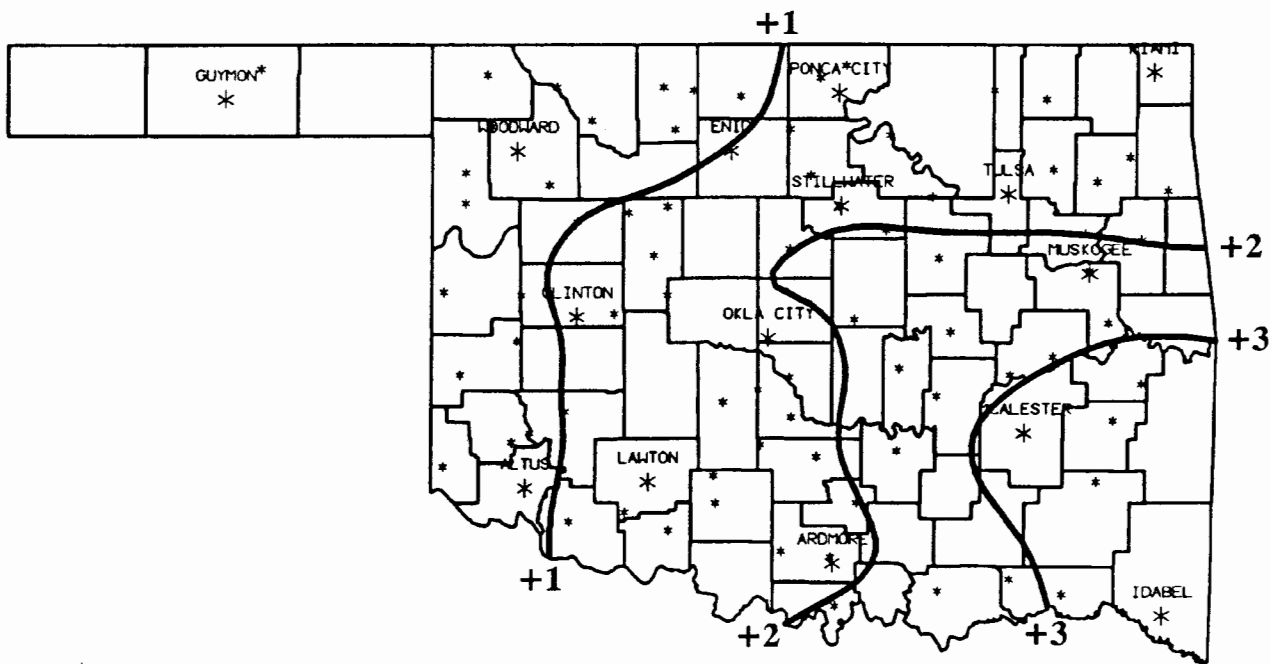 +1
GUYMON*
PONCA*CITY
MIAMI
WOODWARD
ENID
TULSA
STILLWATER
+2
MUSKOGEE
CLINTON
OKLA CITY
+3
MCALESTER
ALTUS
LAWTON
ARDMORE
+1
IDABEL
+2
+3